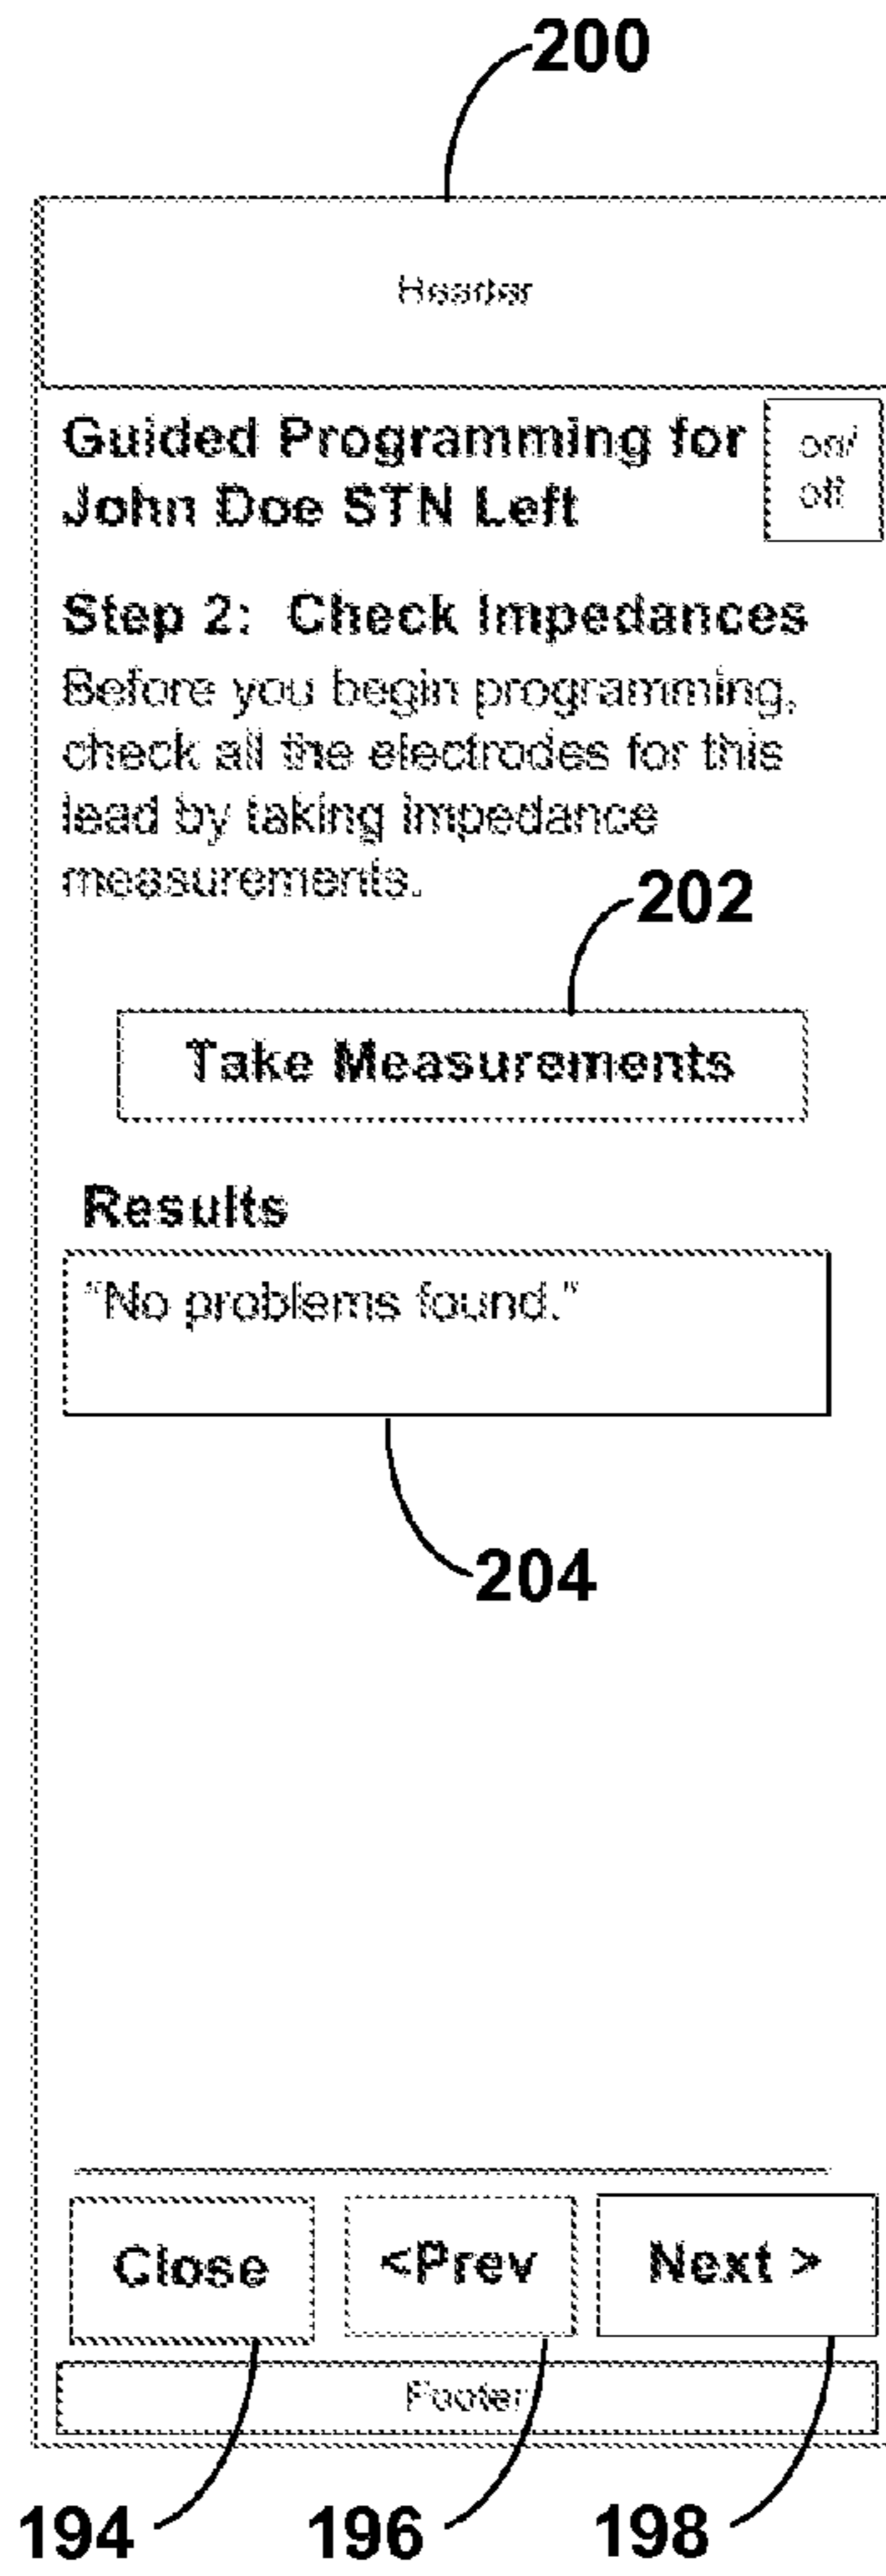 200
Header
Guided Programming for
John Doe STN Left
on/
off
Step 2: Check Impedances
Before you begin programming,
check all the electrodes for this
lead by taking impedance
measurements.
202
Take Measurements
Results
"No problems found."
204
Close
<Prev
Next >
Footer
194
196
198